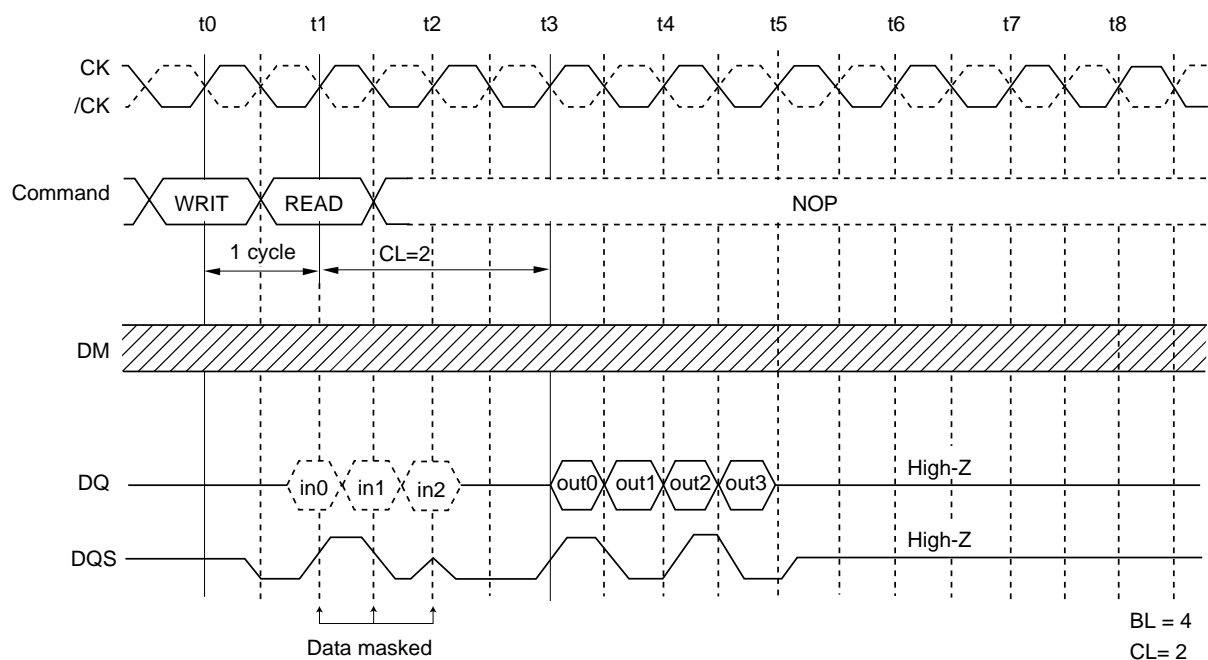 t0 t1 t2 t3 t4 t5 t6 t7 t8
CK
/CK
Command WRIT READ NOP
1 cycle CL=2
DM
DQ in0 in1 in2 out0 out1 out2 out3 High-Z
DQS High-Z
Data masked
BL = 4
CL= 2